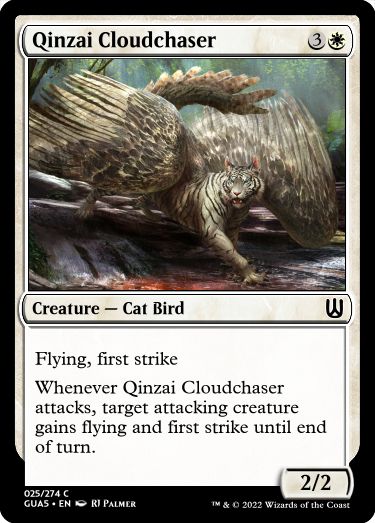 Qinzai Cloudchaser 3
Creature — Cat Bird
Flying, first strike
Whenever Qinzai Cloudchaser
attacks, target attacking creature
gains flying and first strike until end
of turn.
2/2
025/274 C
GUA5 • EN RJ PALMER
™ & © 2022 Wizards of the Coast